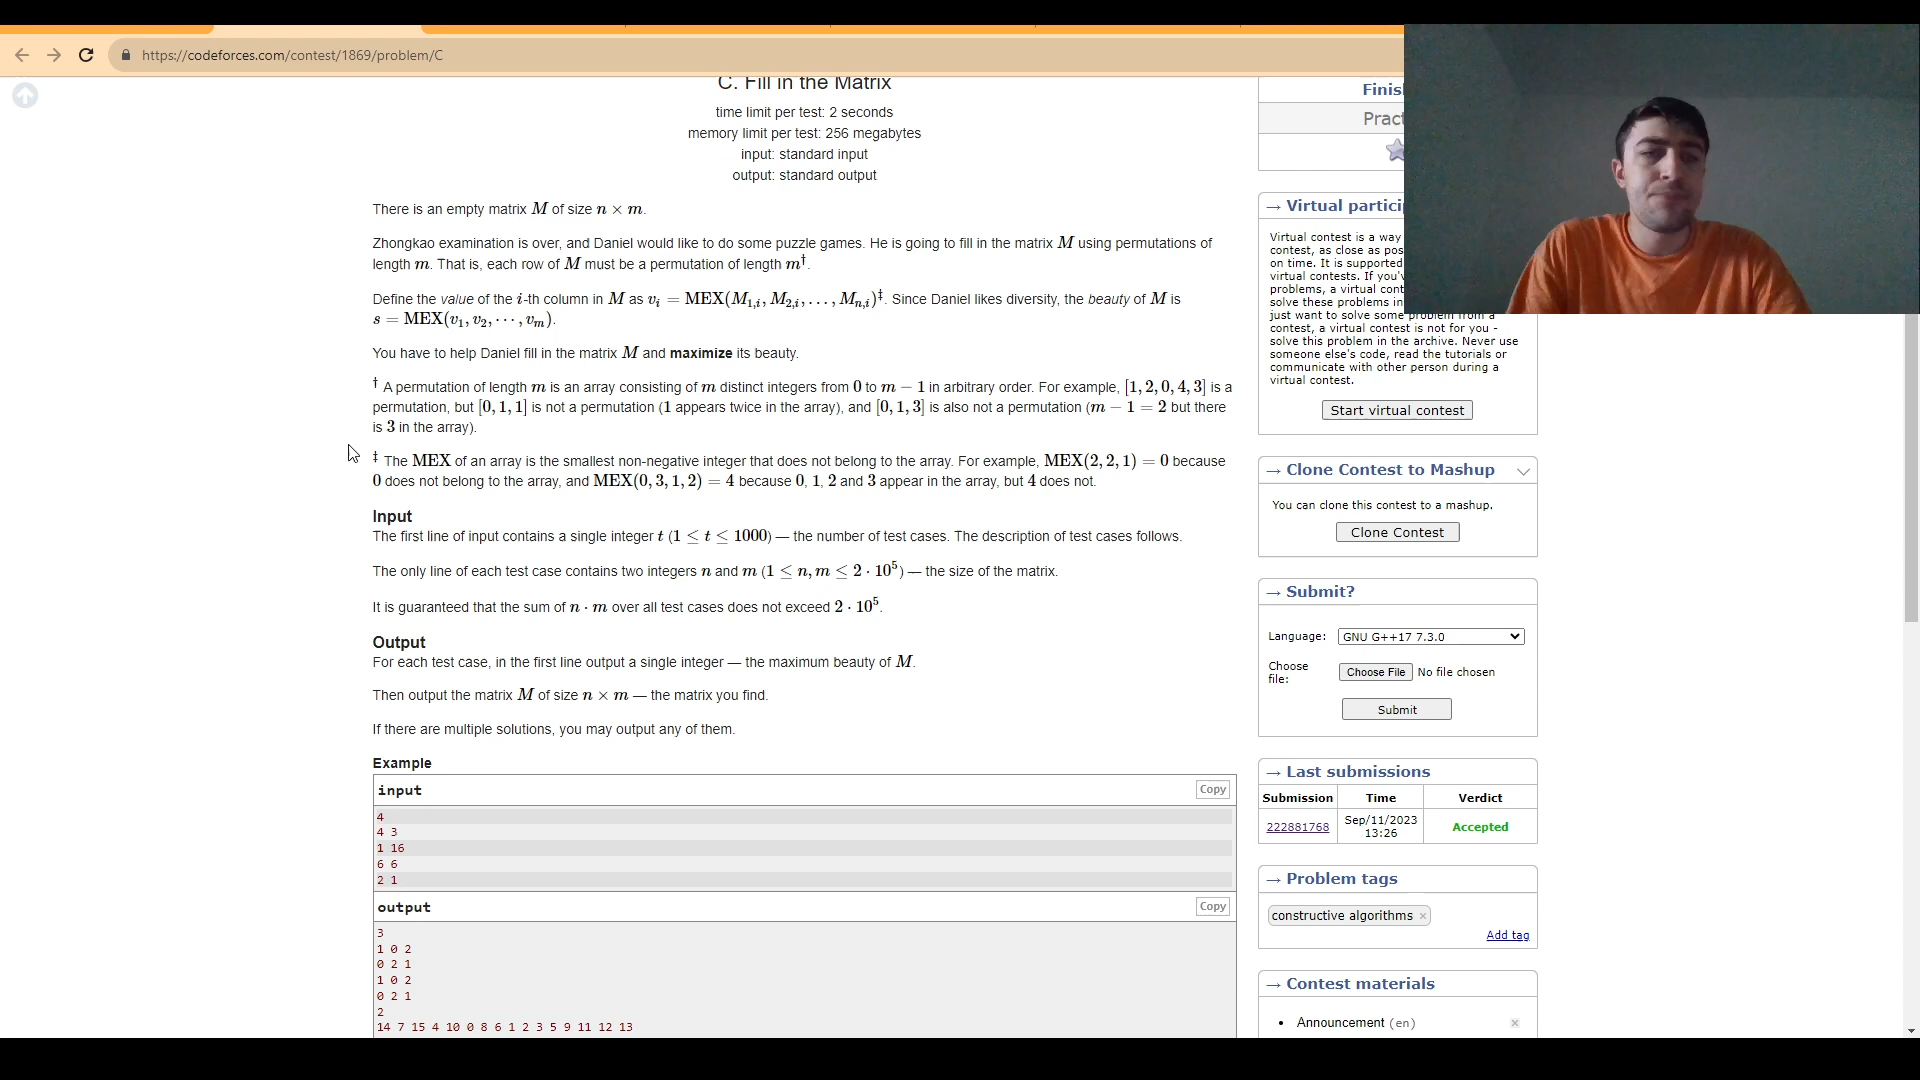 https://codeforces.com/contest/1869/problem/C
C. Fill in the Matrix
time limit per test: 2 seconds
memory limit per test: 256 megabytes
input: standard input
output: standard output
There is an empty matrix M of size n × m.
Zhongkao examination is over, and Daniel would like to do some puzzle games. He is going to fill in the matrix M using permutations of
length m. That is, each row of M must be a permutation of length m†.
Define the value of the i-th column in M as vᵢ = MEX(M₁,ᵢ, M₂,ᵢ, . . . , Mₙ,ᵢ)‡. Since Daniel likes diversity, the beauty of M is
s = MEX(v₁, v₂, · · · , vₘ).
You have to help Daniel fill in the matrix M and maximize its beauty.
† A permutation of length m is an array consisting of m distinct integers from 0 to m − 1 in arbitrary order. For example, [1, 2, 0, 4, 3] is a
permutation, but [0, 1, 1] is not a permutation (1 appears twice in the array), and [0, 1, 3] is also not a permutation (m − 1 = 2 but there
is 3 in the array).
‡ The MEX of an array is the smallest non-negative integer that does not belong to the array. For example, MEX(2, 2, 1) = 0 because
0 does not belong to the array, and MEX(0, 3, 1, 2) = 4 because 0, 1, 2 and 3 appear in the array, but 4 does not.
Input
The first line of input contains a single integer t (1 ≤ t ≤ 1000) — the number of test cases. The description of test cases follows.
The only line of each test case contains two integers n and m (1 ≤ n, m ≤ 2 · 10⁵) — the size of the matrix.
It is guaranteed that the sum of n · m over all test cases does not exceed 2 · 10⁵.
Output
For each test case, in the first line output a single integer — the maximum beauty of M.
Then output the matrix M of size n × m — the matrix you find.
If there are multiple solutions, you may output any of them.
Example
input
Copy
4
4 3
1 16
6 6
2 1
output
Copy
3
1 0 2
0 2 1
1 0 2
0 2 1
2
14 7 15 4 10 0 8 6 1 2 3 5 9 11 12 13
Finis
Pract
→ Virtual partici
Virtual contest is a way
contest, as close as pos
on time. It is supported
virtual contests. If you'v
problems, a virtual cont
solve these problems in
just want to solve some problem from a
contest, a virtual contest is not for you -
solve this problem in the archive. Never use
someone else's code, read the tutorials or
communicate with other person during a
virtual contest.
Start virtual contest
→ Clone Contest to Mashup
You can clone this contest to a mashup.
Clone Contest
→ Submit?
Language: GNU G++17 7.3.0
Choose
file:
Choose File No file chosen
Submit
→ Last submissions
Submission Time Verdict
222881768 Sep/11/2023
13:26
Accepted
→ Problem tags
constructive algorithms ×
Add tag
→ Contest materials
• Announcement (en) ×